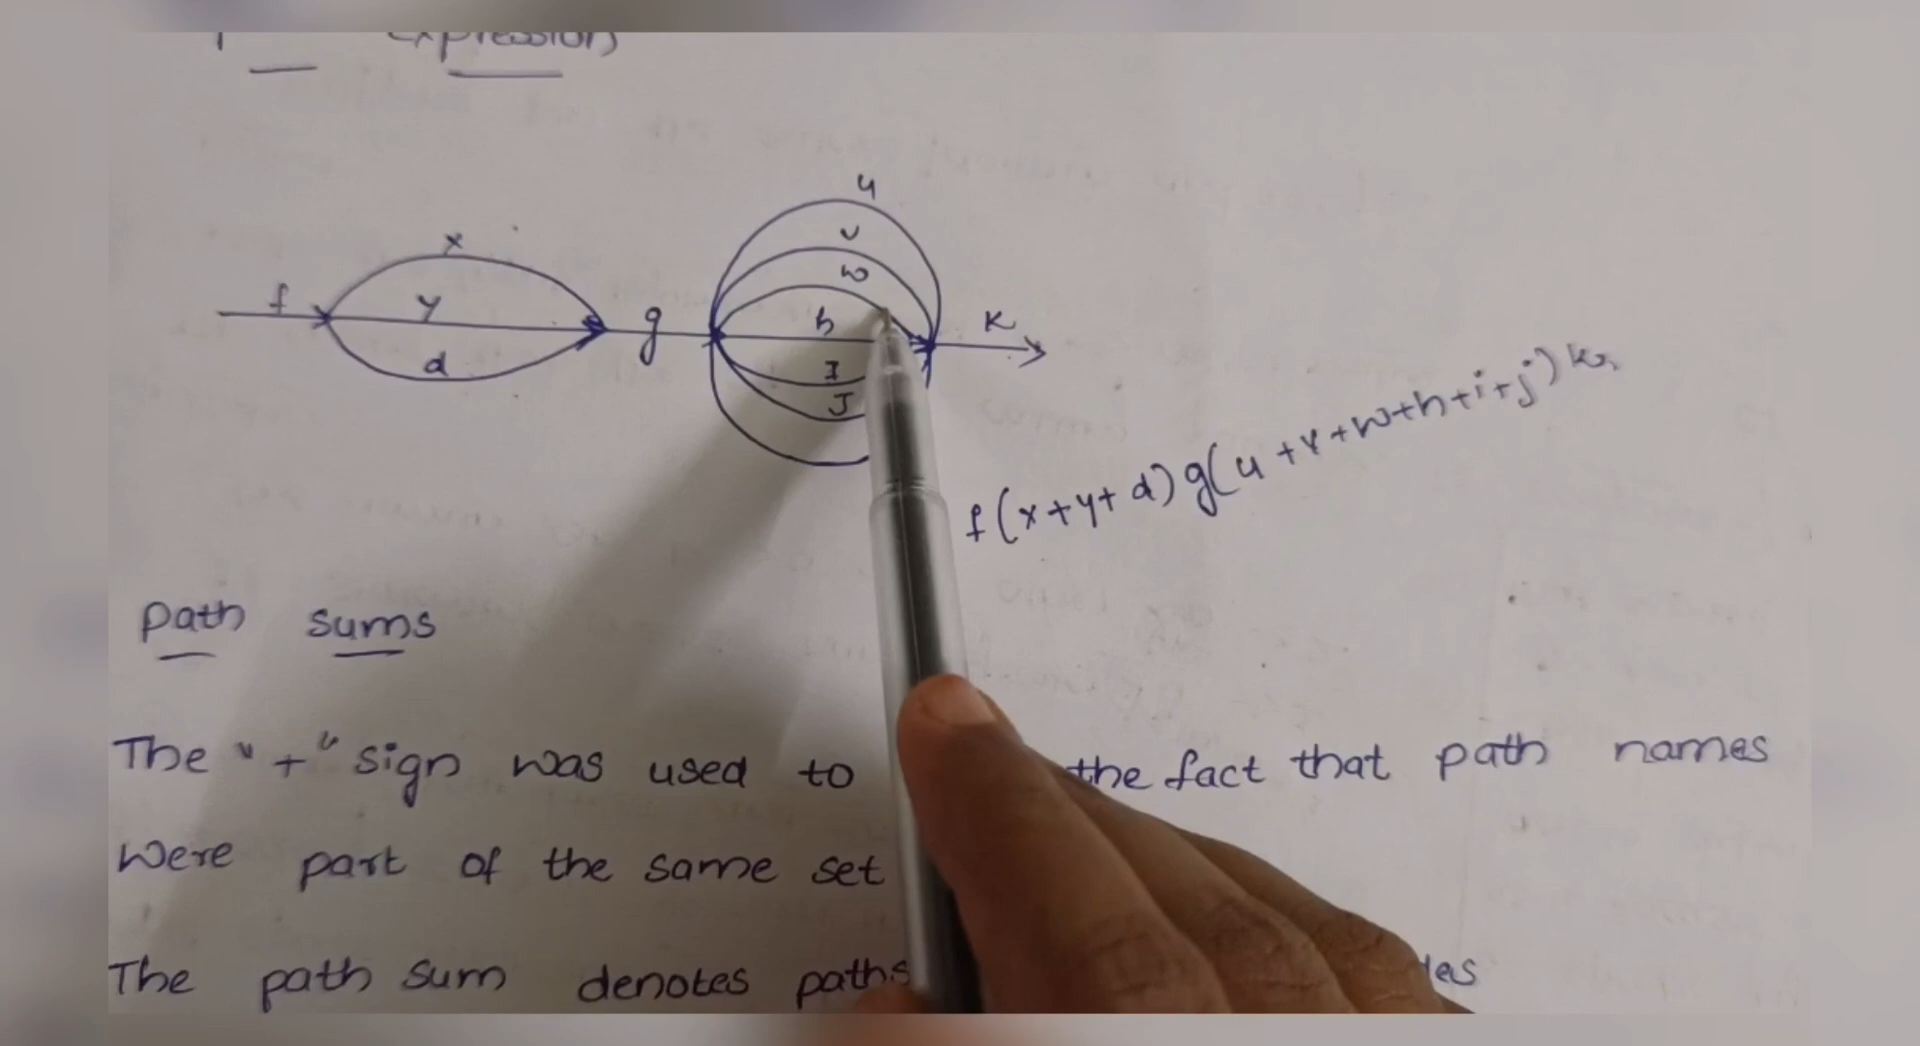 Expression
u
x
v
w
f
y
h
g
K
d
I
J
f(x+y+d)g(u+v+w+h+i+j)k
Path sums
The "+" sign was used to the fact that path names
were part of the same set
The path sum denotes paths